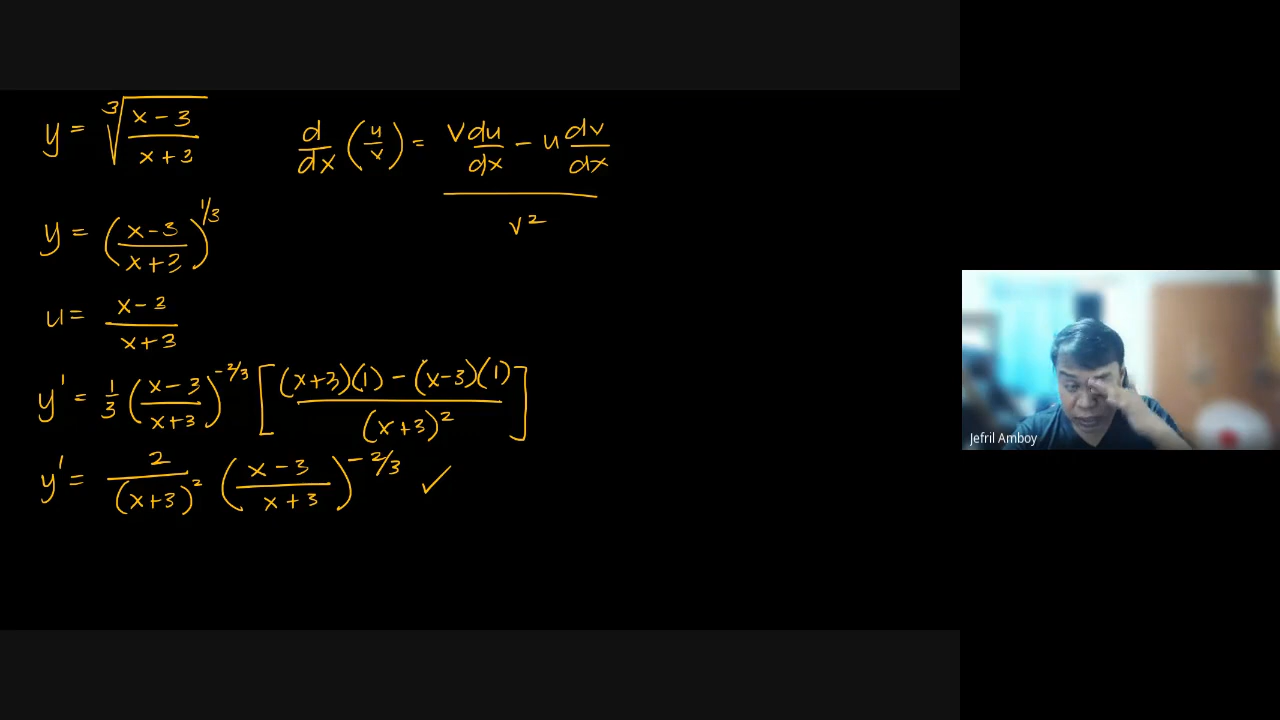 y = ∛((x - 3)/(x + 3))
d/dx (u/v) = (v du/dx - u dv/dx)/v²
y = ((x - 3)/(x + 3))^(1/3)
u = (x - 3)/(x + 3)
y' = 1/3 ((x - 3)/(x + 3))^(-2/3) [((x+3)(1) - (x-3)(1))/(x+3)²]
y' = 2/(x+3)² ((x - 3)/(x + 3))^(-2/3) ✓
Jefril Amboy